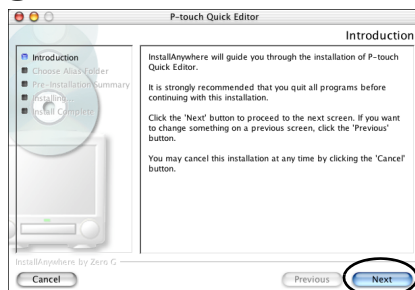 P-touch Quick Editor
Introduction
Introduction
Choose Alias Folder
Pre-Installation Summary
Installing...
Install Complete
InstallAnywhere will guide you through the installation of P-touch
Quick Editor.
It is strongly recommended that you quit all programs before
continuing with this installation.
Click the 'Next' button to proceed to the next screen. If you want
to change something on a previous screen, click the 'Previous'
button.
You may cancel this installation at any time by clicking the 'Cancel'
button.
InstallAnywhere by Zero G
Cancel
Previous
Next